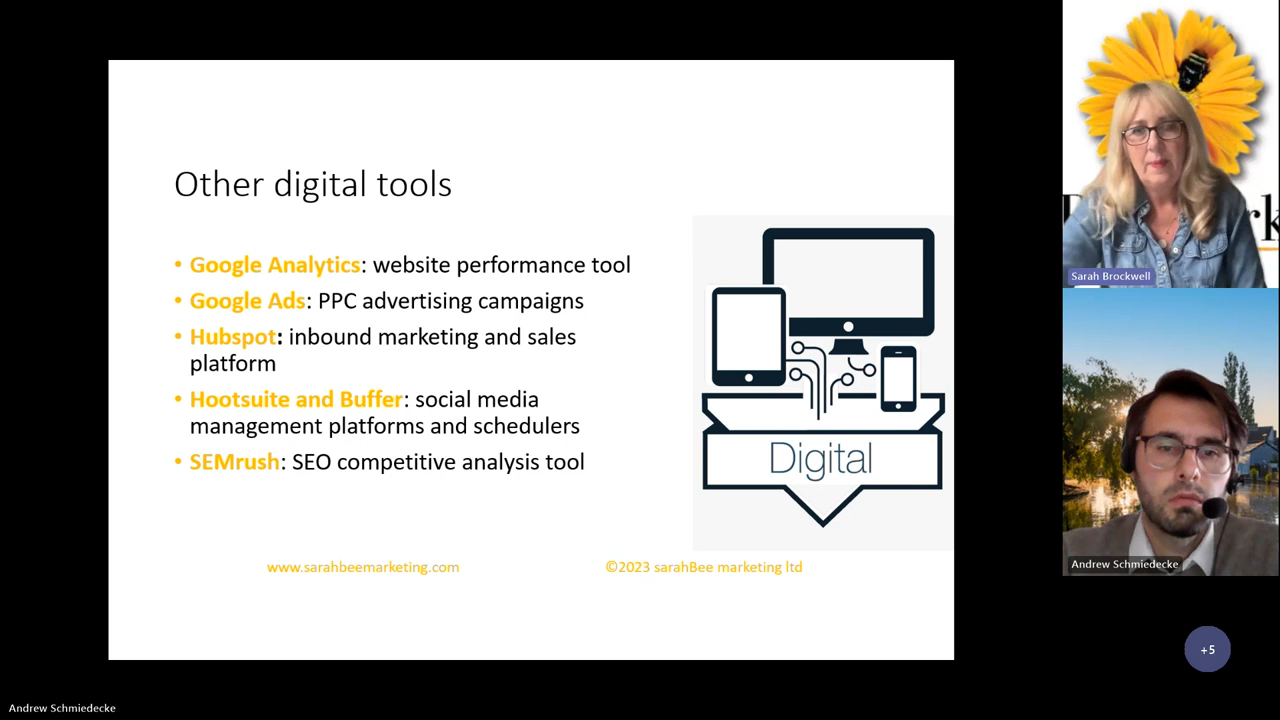 Other digital tools
• Google Analytics: website performance tool
• Google Ads: PPC advertising campaigns
• Hubspot: inbound marketing and sales
platform
• Hootsuite and Buffer: social media
management platforms and schedulers
• SEMrush: SEO competitive analysis tool
Digital
www.sarahbeemarketing.com
©2023 sarahBee marketing ltd
Sarah Brockwell
Andrew Schmiedecke
+5
Andrew Schmiedecke